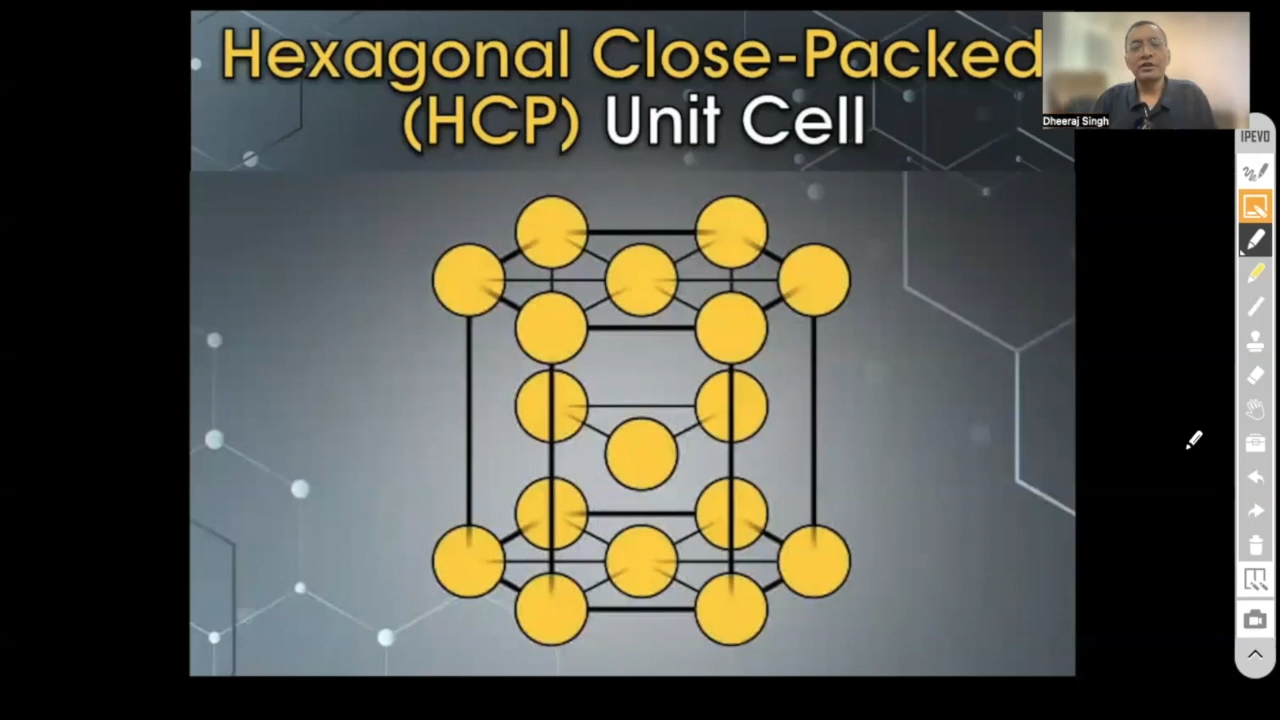 Hexagonal Close-Packed
(HCP) Unit Cell
Dheeraj Singh
IPEVO